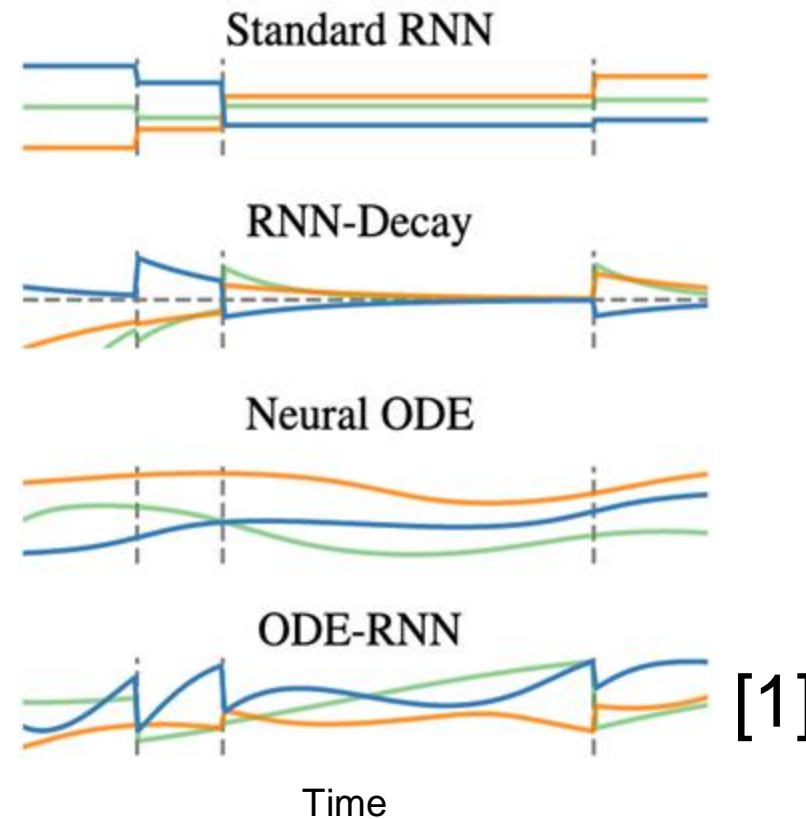 Standard RNN
RNN-Decay
Neural ODE
ODE-RNN
[1]
Time